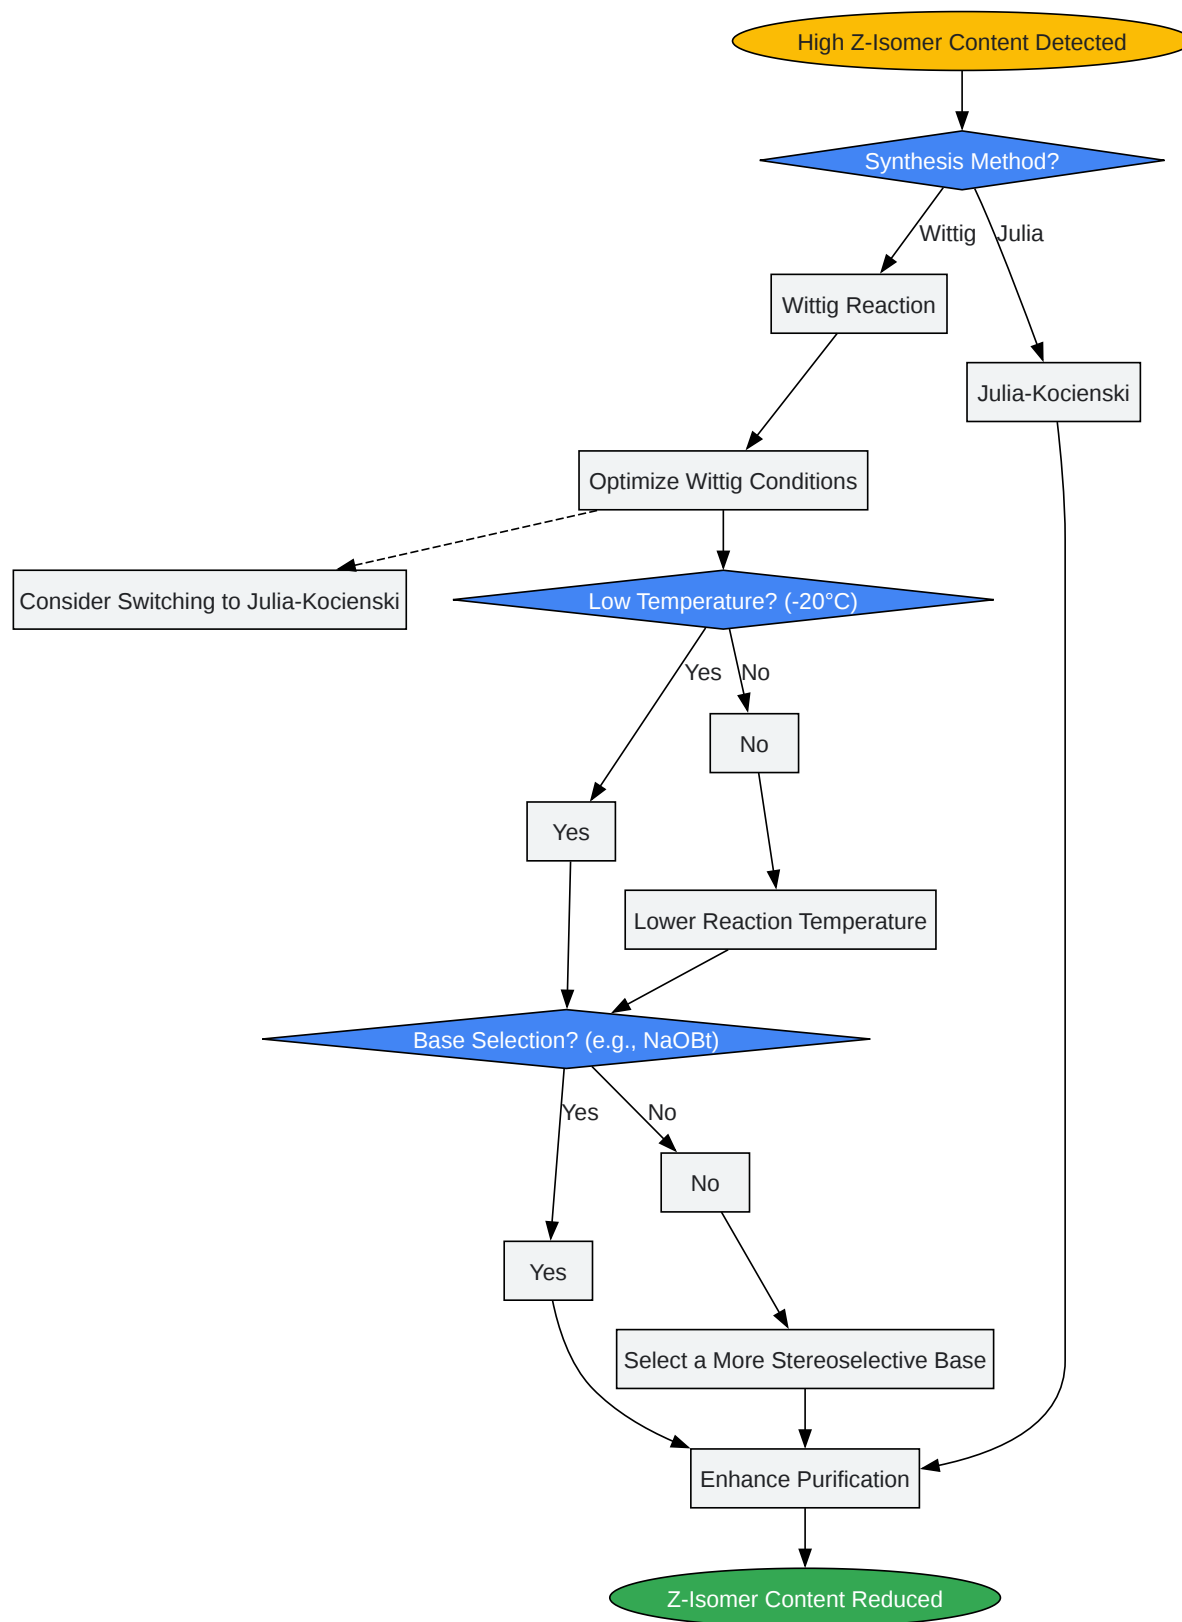 High Z-Isomer Content Detected
Synthesis Method?
Wittig
Julia
Wittig Reaction
Julia-Kocienski
Optimize Wittig Conditions
Consider Switching to Julia-Kocienski
Low Temperature? (-20°C)
Yes
No
No
Yes
Lower Reaction Temperature
Base Selection? (e.g., NaOBt)
Yes
No
No
Yes
Select a More Stereoselective Base
Enhance Purification
Z-Isomer Content Reduced